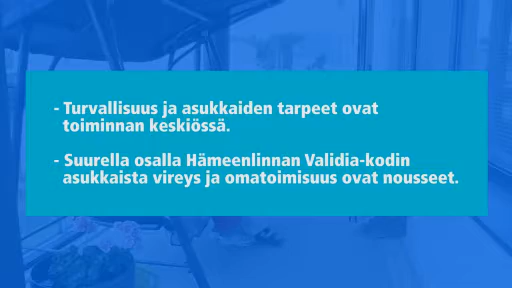 - Turvallisuus ja asukkaiden tarpeet ovat
toiminnan keskiössä.
- Suurella osalla Hämeenlinnan Validia-kodin
asukkaista vireys ja omatoimisuus ovat nousseet.